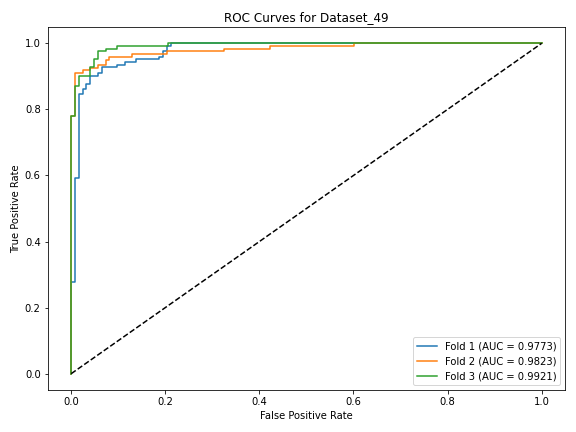 ROC Curves for Dataset_49
True Positive Rate
1.0
0.8
0.6
0.4
0.2
0.0
0.0 0.2 0.4 0.6 0.8 1.0
False Positive Rate
Fold 1 (AUC = 0.9773)
Fold 2 (AUC = 0.9823)
Fold 3 (AUC = 0.9921)